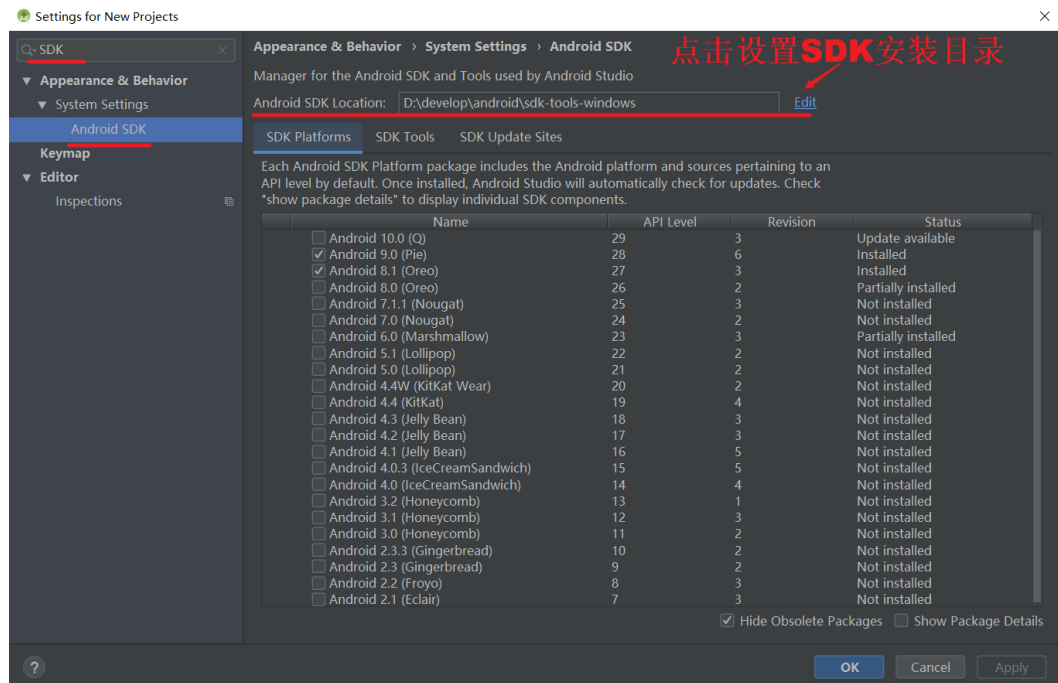 Settings for New Projects
SDK
Appearance & Behavior
System Settings
Android SDK
Keymap
Editor
Inspections
Appearance & Behavior › System Settings › Android SDK
点击设置SDK安装目录
Manager for the Android SDK and Tools used by Android Studio
Android SDK Location: D:\develop\android\sdk-tools-windows Edit
SDK Platforms SDK Tools SDK Update Sites
Each Android SDK Platform package includes the Android platform and sources pertaining to an
API level by default. Once installed, Android Studio will automatically check for updates. Check
"show package details" to display individual SDK components.
Name API Level Revision Status
Android 10.0 (Q) 29 3 Update available
Android 9.0 (Pie) 28 6 Installed
Android 8.1 (Oreo) 27 3 Installed
Android 8.0 (Oreo) 26 2 Partially installed
Android 7.1.1 (Nougat) 25 3 Not installed
Android 7.0 (Nougat) 24 2 Not installed
Android 6.0 (Marshmallow) 23 3 Partially installed
Android 5.1 (Lollipop) 22 2 Not installed
Android 5.0 (Lollipop) 21 2 Not installed
Android 4.4W (KitKat Wear) 20 2 Not installed
Android 4.4 (KitKat) 19 4 Not installed
Android 4.3 (Jelly Bean) 18 3 Not installed
Android 4.2 (Jelly Bean) 17 3 Not installed
Android 4.1 (Jelly Bean) 16 5 Not installed
Android 4.0.3 (IceCreamSandwich) 15 5 Not installed
Android 4.0 (IceCreamSandwich) 14 4 Not installed
Android 3.2 (Honeycomb) 13 1 Not installed
Android 3.1 (Honeycomb) 12 3 Not installed
Android 3.0 (Honeycomb) 11 2 Not installed
Android 2.3.3 (Gingerbread) 10 2 Not installed
Android 2.3 (Gingerbread) 9 2 Not installed
Android 2.2 (Froyo) 8 3 Not installed
Android 2.1 (Eclair) 7 3 Not installed
Hide Obsolete Packages Show Package Details
? OK Cancel Apply